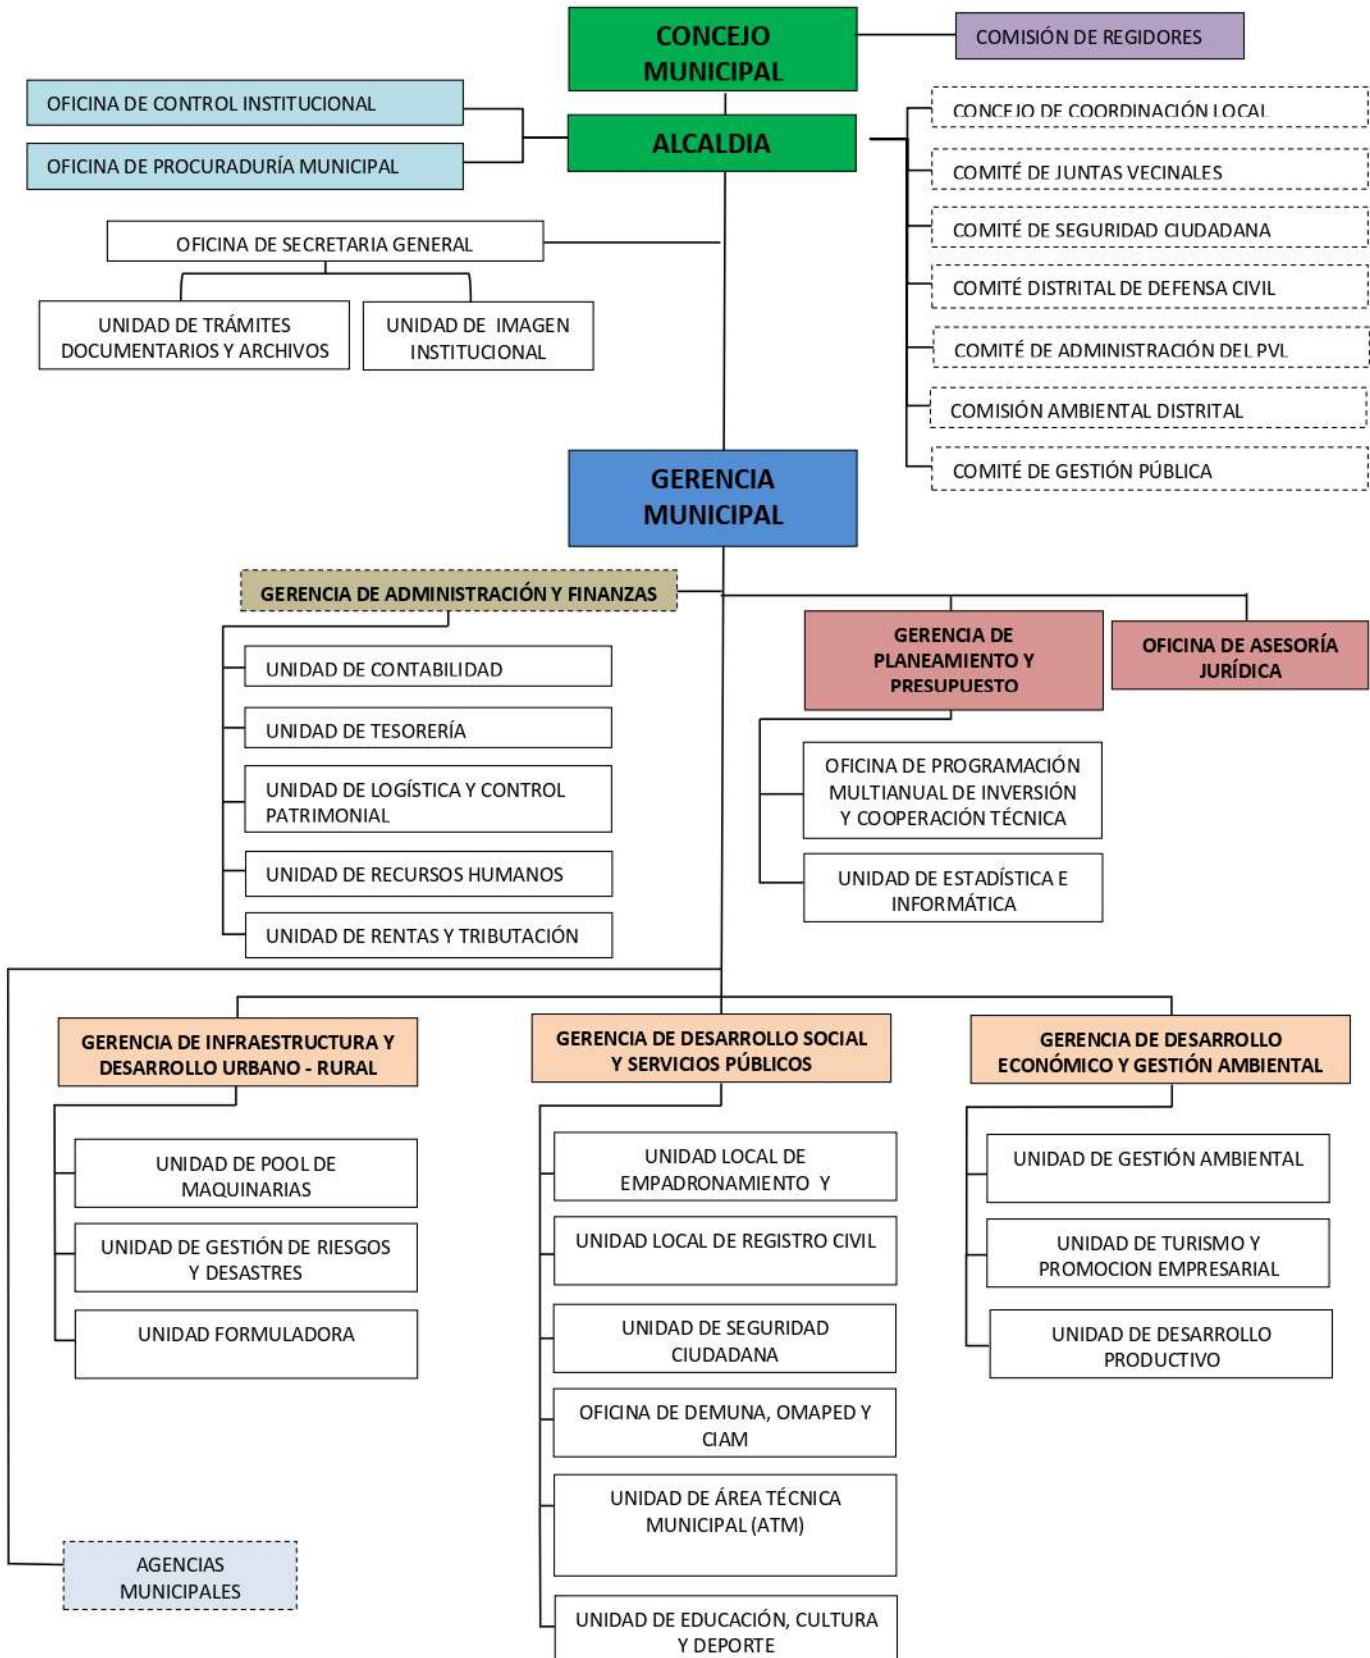 CONCEJO
MUNICIPAL
COMISIÓN DE REGIDORES
OFICINA DE CONTROL INSTITUCIONAL
OFICINA DE PROCURADURÍA MUNICIPAL
ALCALDIA
CONCEJO DE COORDINACIÓN LOCAL
COMITÉ DE JUNTAS VECINALES
COMITÉ DE SEGURIDAD CIUDADANA
COMITÉ DISTRITAL DE DEFENSA CIVIL
COMITÉ DE ADMINISTRACIÓN DEL PVL
COMISIÓN AMBIENTAL DISTRITAL
COMITÉ DE GESTIÓN PÚBLICA
OFICINA DE SECRETARIA GENERAL
UNIDAD DE TRÁMITES
DOCUMENTARIOS Y ARCHIVOS
UNIDAD DE IMAGEN
INSTITUCIONAL
GERENCIA
MUNICIPAL
GERENCIA DE ADMINISTRACIÓN Y FINANZAS
UNIDAD DE CONTABILIDAD
UNIDAD DE TESORERÍA
UNIDAD DE LOGÍSTICA Y CONTROL
PATRIMONIAL
UNIDAD DE RECURSOS HUMANOS
UNIDAD DE RENTAS Y TRIBUTACIÓN
GERENCIA DE
PLANEAMIENTO Y
PRESUPUESTO
OFICINA DE ASESORÍA
JURÍDICA
OFICINA DE PROGRAMACIÓN
MULTIANUAL DE INVERSIÓN
Y COOPERACIÓN TÉCNICA
UNIDAD DE ESTADÍSTICA E
INFORMÁTICA
GERENCIA DE INFRAESTRUCTURA Y
DESARROLLO URBANO - RURAL
UNIDAD DE POOL DE
MAQUINARIAS
UNIDAD DE GESTIÓN DE RIESGOS
Y DESASTRES
UNIDAD FORMULADORA
GERENCIA DE DESARROLLO SOCIAL
Y SERVICIOS PÚBLICOS
UNIDAD LOCAL DE
EMPADRONAMIENTO Y
UNIDAD LOCAL DE REGISTRO CIVIL
UNIDAD DE SEGURIDAD
CIUDADANA
OFICINA DE DEMUNA, OMAPED Y
CIAM
UNIDAD DE ÁREA TÉCNICA
MUNICIPAL (ATM)
UNIDAD DE EDUCACIÓN, CULTURA
Y DEPORTE
GERENCIA DE DESARROLLO
ECONÓMICO Y GESTIÓN AMBIENTAL
UNIDAD DE GESTIÓN AMBIENTAL
UNIDAD DE TURISMO Y
PROMOCION EMPRESARIAL
UNIDAD DE DESARROLLO
PRODUCTIVO
AGENCIAS
MUNICIPALES